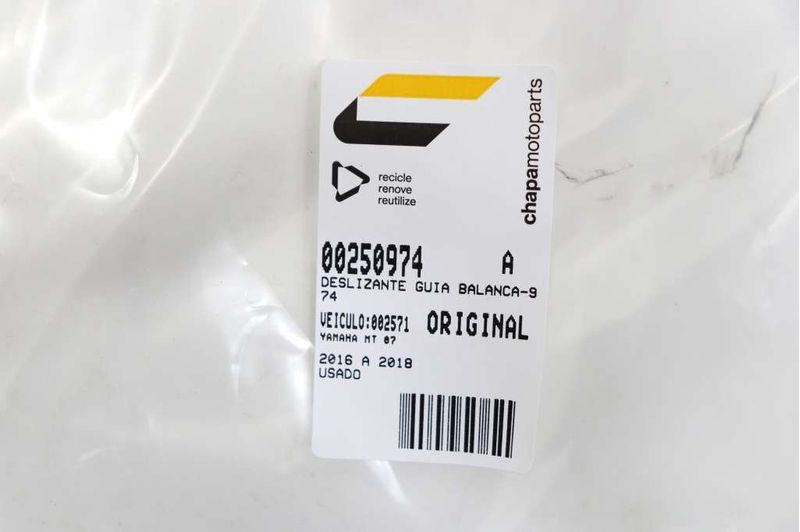 chapamotoparts
recicle
renove
reutilize
00250974 A
DESLIZANTE GUIA BALANCA-9
74
VEICULO:002571 ORIGINAL
YAMAHA MT 07
2016 A 2018
USADO